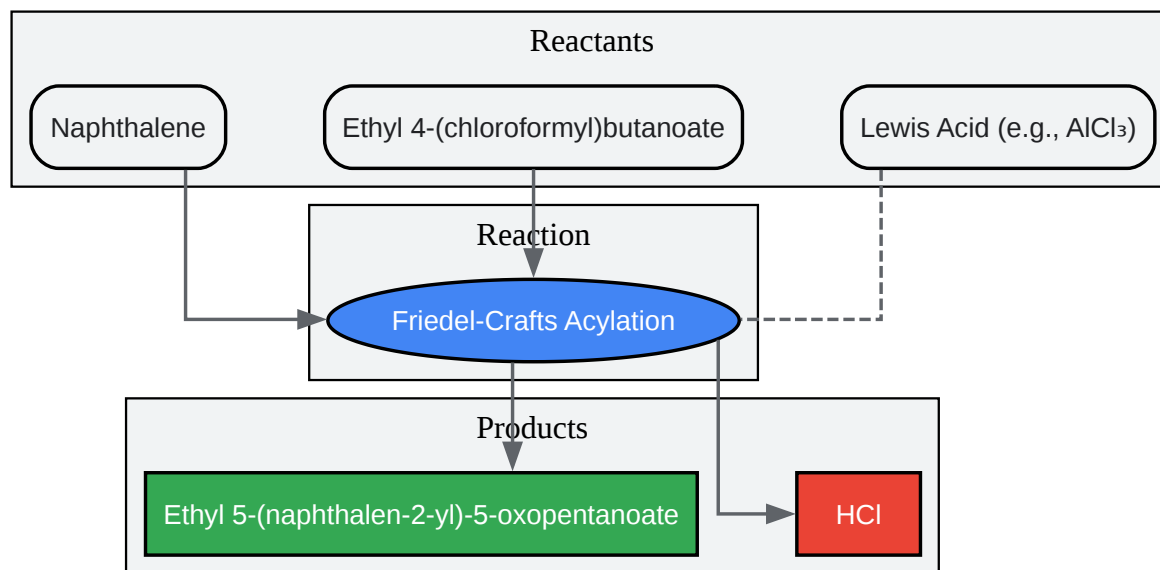 Reactants
Naphthalene
Ethyl 4-(chloroformyl)butanoate
Lewis Acid (e.g., AlCl₃)
Reaction
Friedel-Crafts Acylation
Products
Ethyl 5-(naphthalen-2-yl)-5-oxopentanoate
HCl